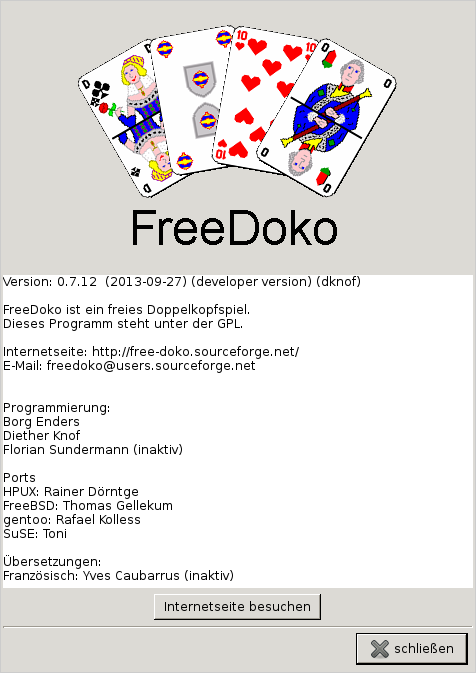 D
10
10
O
O
FreeDoko
Version: 0.7.12  (2013-09-27) (developer version) (dknof)
FreeDoko ist ein freies Doppelkopfspiel.
Dieses Programm steht unter der GPL.
Internetseite: http://free-doko.sourceforge.net/
E-Mail: freedoko@users.sourceforge.net
Programmierung:
Borg Enders
Diether Knof
Florian Sundermann (inaktiv)
Ports
HPUX: Rainer Dörntge
FreeBSD: Thomas Gellekum
gentoo: Rafael Kolless
SuSE: Toni
Übersetzungen:
Französisch: Yves Caubarrus (inaktiv)
Internetseite besuchen
schließen